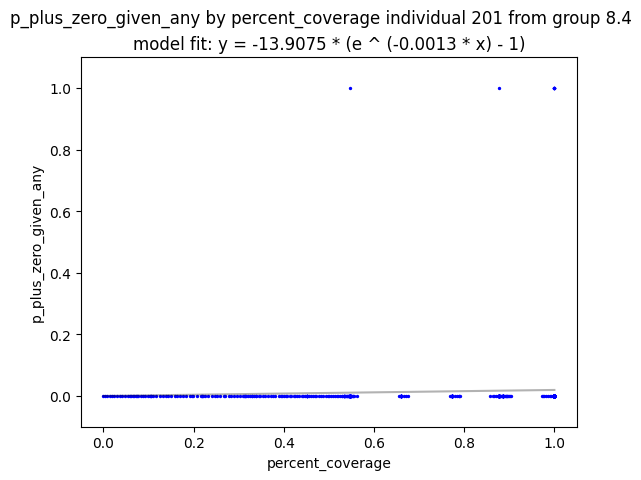 p_plus_zero_given_any by percent_coverage individual 201 from group 8.4
model fit: y = -13.9075 * (e ^ (-0.0013 * x) - 1)
1.0
0.8
0.6
0.4
0.2
0.0
p_plus_zero_given_any
0.0 0.2 0.4 0.6 0.8 1.0
percent_coverage